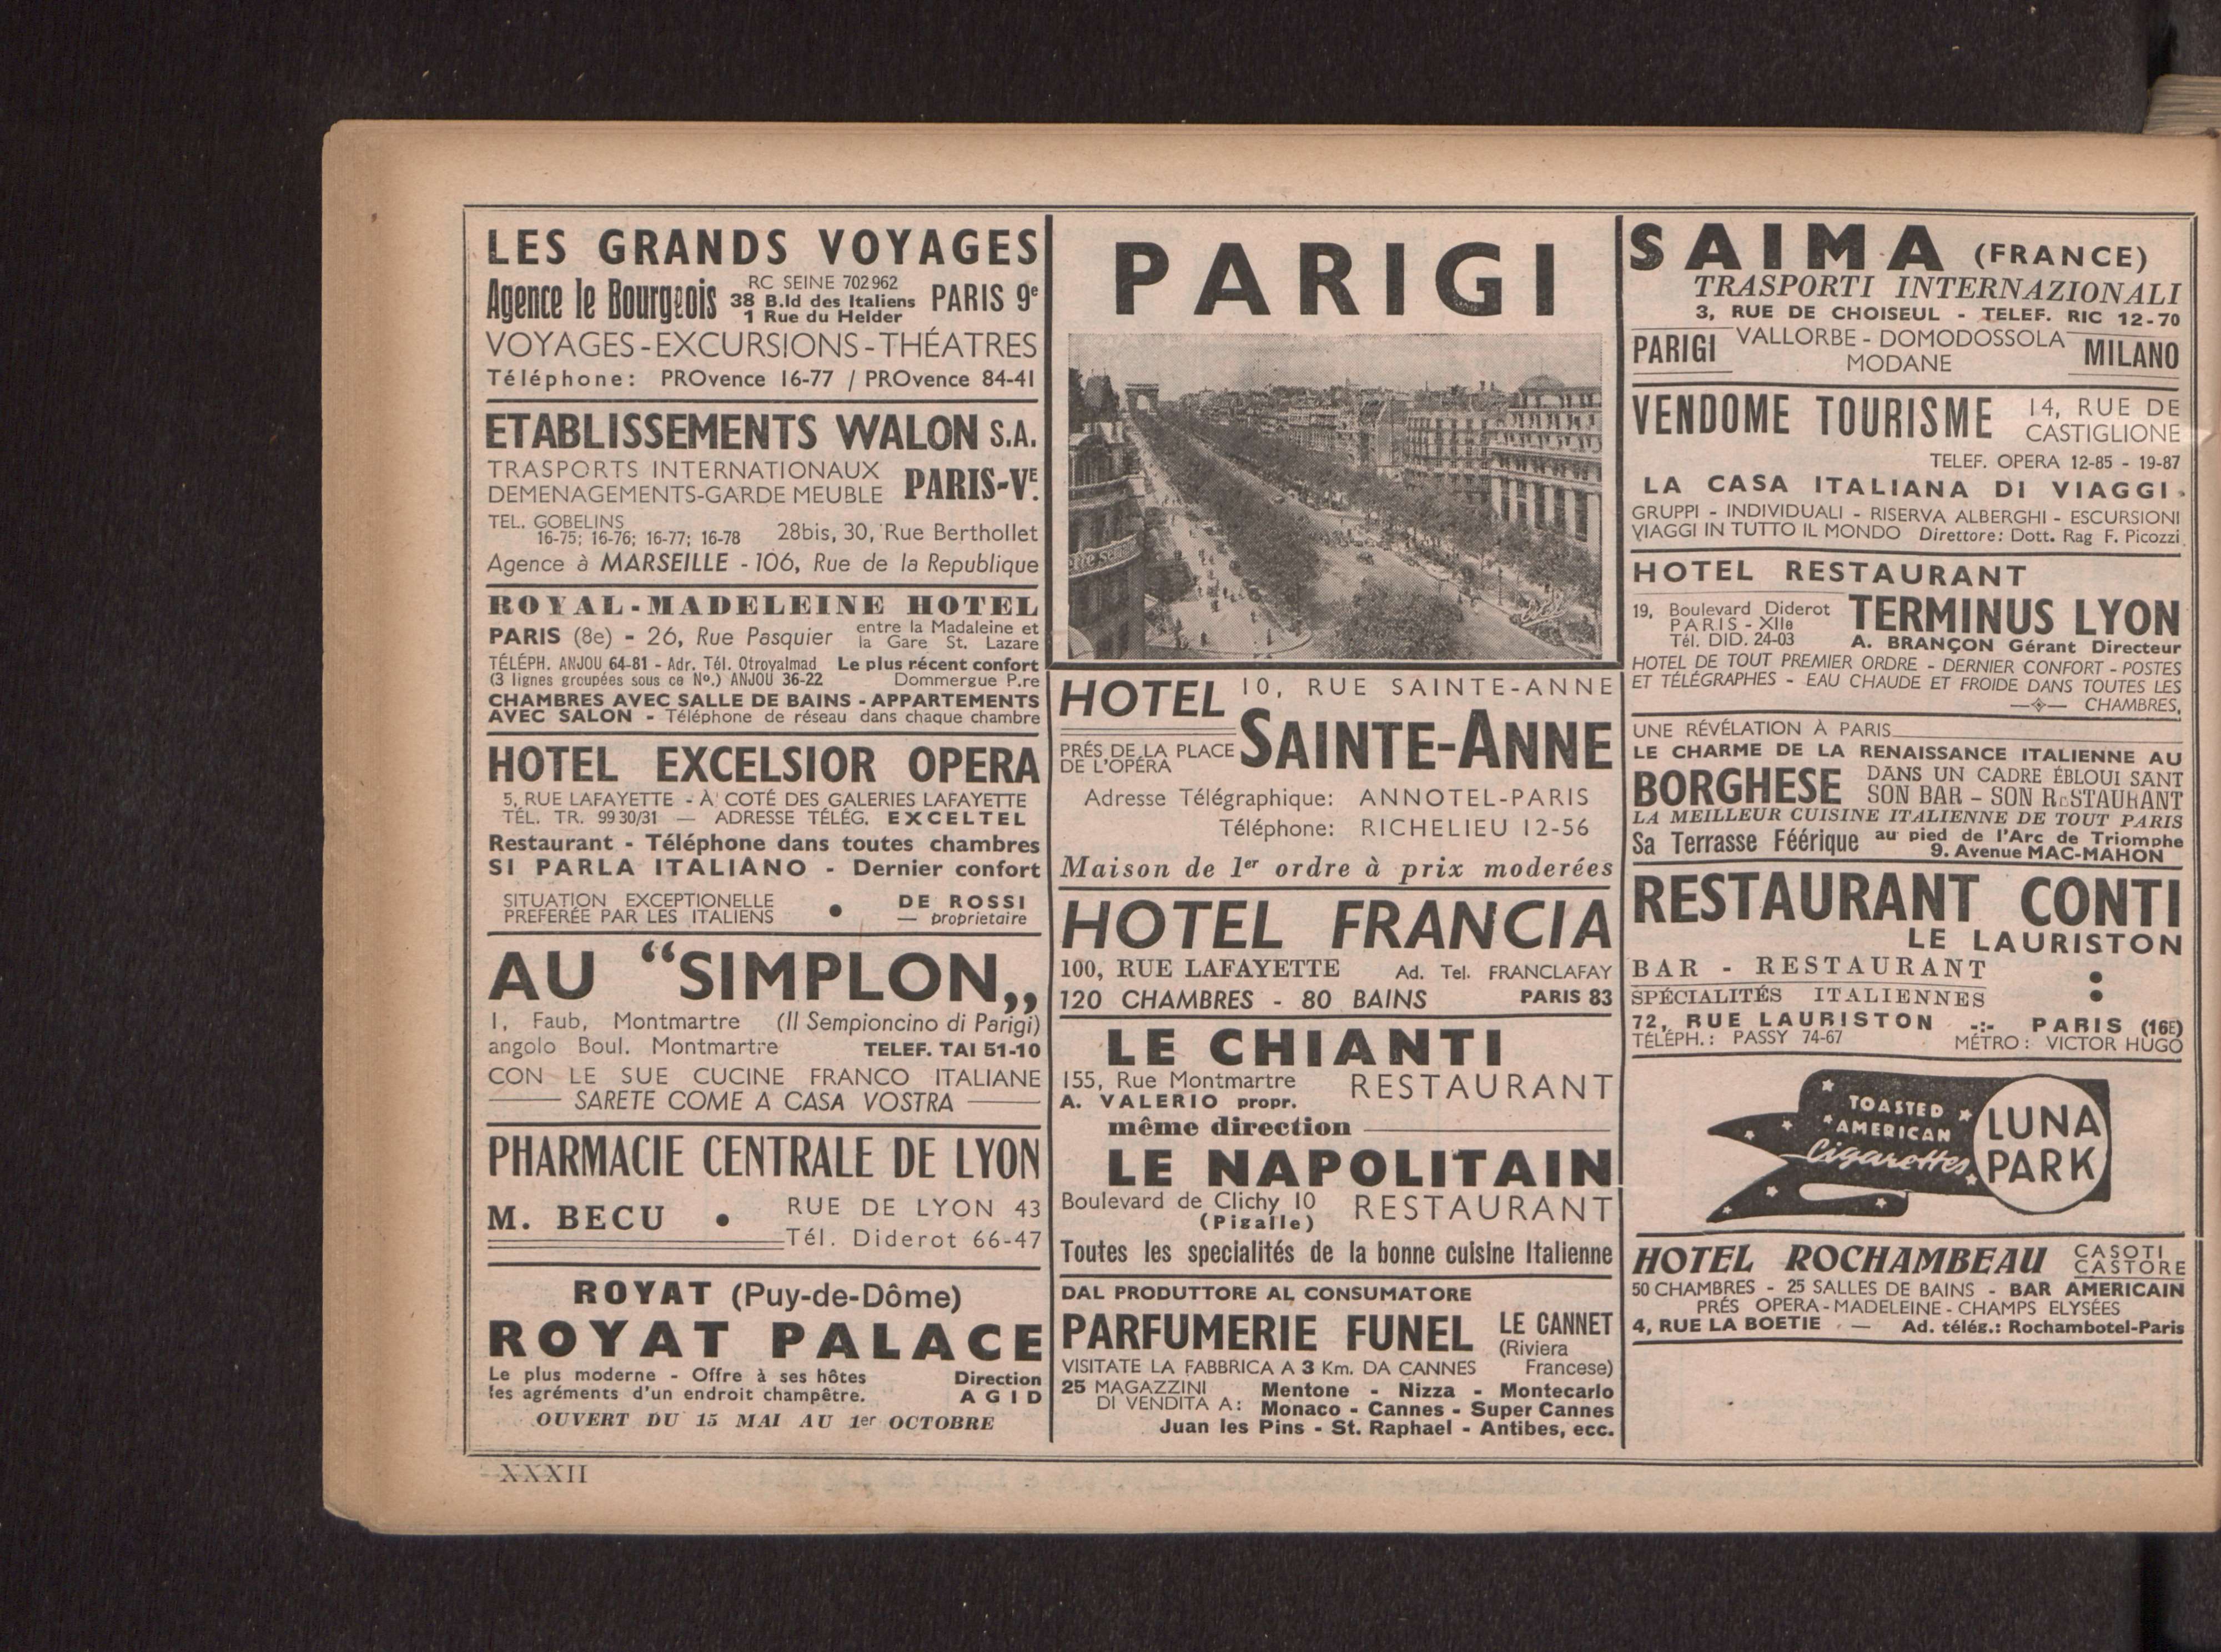 LES GRANDS VOYAGES
Agence le Bourgeois
RC SEINE 702962
38 B.ld des Italiens
1 Rue du Helder
PARIS 9e
VOYAGES-EXCURSIONS-THÉATRES
Téléphone: PROvence 16-77 / PROvence 84-41
ETABLISSEMENTS WALON S.A.
TRASPORTS INTERNATIONAUX
DEMENAGEMENTS-GARDE MEUBLE
PARIS-VE.
TEL. GOBELINS
16-75; 16-76; 16-77; 16-78
28bis, 30, Rue Berthollet
Agence à MARSEILLE - 106, Rue de la Republique
ROYAL-MADELEINE HOTEL
PARIS (8e) - 26, Rue Pasquier
entre la Madaleine et
la Gare St. Lazare
TÉLÉPH. ANJOU 64-81 - Adr. Tél. Otroyalmad
(3 lignes groupées sous ce No.) ANJOU 36-22
Le plus récent confort
Dommergue P.re
CHAMBRES AVEC SALLE DE BAINS - APPARTEMENTS
AVEC SALON - Téléphone de réseau dans chaque chambre
HOTEL EXCELSIOR OPERA
5, RUE LAFAYETTE - À COTÉ DES GALERIES LAFAYETTE
TÉL. TR. 9930/31 — ADRESSE TÉLÉG. EXCELTEL
Restaurant - Téléphone dans toutes chambres
SI PARLA ITALIANO - Dernier confort
SITUATION EXCEPTIONELLE
PREFERÉE PAR LES ITALIENS
● DE ROSSI
— proprietaire
AU “SIMPLON„
1, Faub, Montmartre (Il Sempioncino di Parigi)
angolo Boul. Montmartre TELEF. TAI 51-10
CON LE SUE CUCINE FRANCO ITALIANE
SARETE COME A CASA VOSTRA
PHARMACIE CENTRALE DE LYON
M. BECU ●
RUE DE LYON 43
Tél. Diderot 66-47
ROYAT (Puy-de-Dôme)
ROYAT PALACE
Le plus moderne - Offre à ses hôtes
les agréments d'un endroit champêtre.
Direction
AGID
OUVERT DU 15 MAI AU 1er OCTOBRE
XXXII
PARIGI
HOTEL
10, RUE SAINTE-ANNE
SAINTE-ANNE
PRÉS DE LA PLACE
DE L'OPÉRA
Adresse Télégraphique: ANNOTEL-PARIS
Téléphone: RICHELIEU 12-56
Maison de 1er ordre à prix moderées
HOTEL FRANCIA
100, RUE LAFAYETTE Ad. Tel. FRANCLAFAY
120 CHAMBRES - 80 BAINS PARIS 83
LE CHIANTI
155, Rue Montmartre
A. VALERIO propr.
RESTAURANT
même direction
LE NAPOLITAIN
Boulevard de Clichy 10
(Pigalle)
RESTAURANT
Toutes les specialités de la bonne cuisine Italienne
DAL PRODUTTORE AL CONSUMATORE
PARFUMERIE FUNEL
LE CANNET
(Riviera
Francese)
VISITATE LA FABBRICA A 3 Km. DA CANNES
25 MAGAZZINI
DI VENDITA A:
Mentone - Nizza - Montecarlo
Monaco - Cannes - Super Cannes
Juan les Pins - St. Raphael - Antibes, ecc.
SAIMA (FRANCE)
TRASPORTI INTERNAZIONALI
3, RUE DE CHOISEUL - TELEF. RIC 12-70
PARIGI
VALLORBE - DOMODOSSOLA
MODANE
MILANO
VENDOME TOURISME
14, RUE DE
CASTIGLIONE
TELEF. OPERA 12-85 - 19-87
LA CASA ITALIANA DI VIAGGI.
GRUPPI - INDIVIDUALI - RISERVA ALBERGHI - ESCURSIONI
VIAGGI IN TUTTO IL MONDO Direttore: Dott. Rag F. Picozzi
HOTEL RESTAURANT
19, Boulevard Diderot
PARIS - XIIe
Tél. DID. 24-03
TERMINUS LYON
A. BRANÇON Gérant Directeur
HOTEL DE TOUT PREMIER ORDRE - DERNIER CONFORT - POSTES
ET TÉLÉGRAPHES - EAU CHAUDE ET FROIDE DANS TOUTES LES
CHAMBRES,
UNE RÉVÉLATION À PARIS
LE CHARME DE LA RENAISSANCE ITALIENNE AU
BORGHESE
DANS UN CADRE ÉBLOUI SANT
SON BAR - SON RESTAURANT
LA MEILLEUR CUISINE ITALIENNE DE TOUT PARIS
Sa Terrasse Féérique
au pied de l'Arc de Triomphe
9. Avenue MAC-MAHON
RESTAURANT CONTI
LE LAURISTON
BAR - RESTAURANT
SPÉCIALITÉS ITALIENNES
72, RUE LAURISTON -:- PARIS (16E)
TÉLÉPH.: PASSY 74-67 MÉTRO: VICTOR HUGO
TOASTED
AMERICAN
Cigarettes
LUNA
PARK
HOTEL ROCHAMBEAU
CASOTI
CASTORE
50 CHAMBRES - 25 SALLES DE BAINS - BAR AMERICAIN
PRÉS OPERA-MADELEINE-CHAMPS ELYSÉES
4, RUE LA BOETIE — Ad. télég.: Rochambotel-Paris